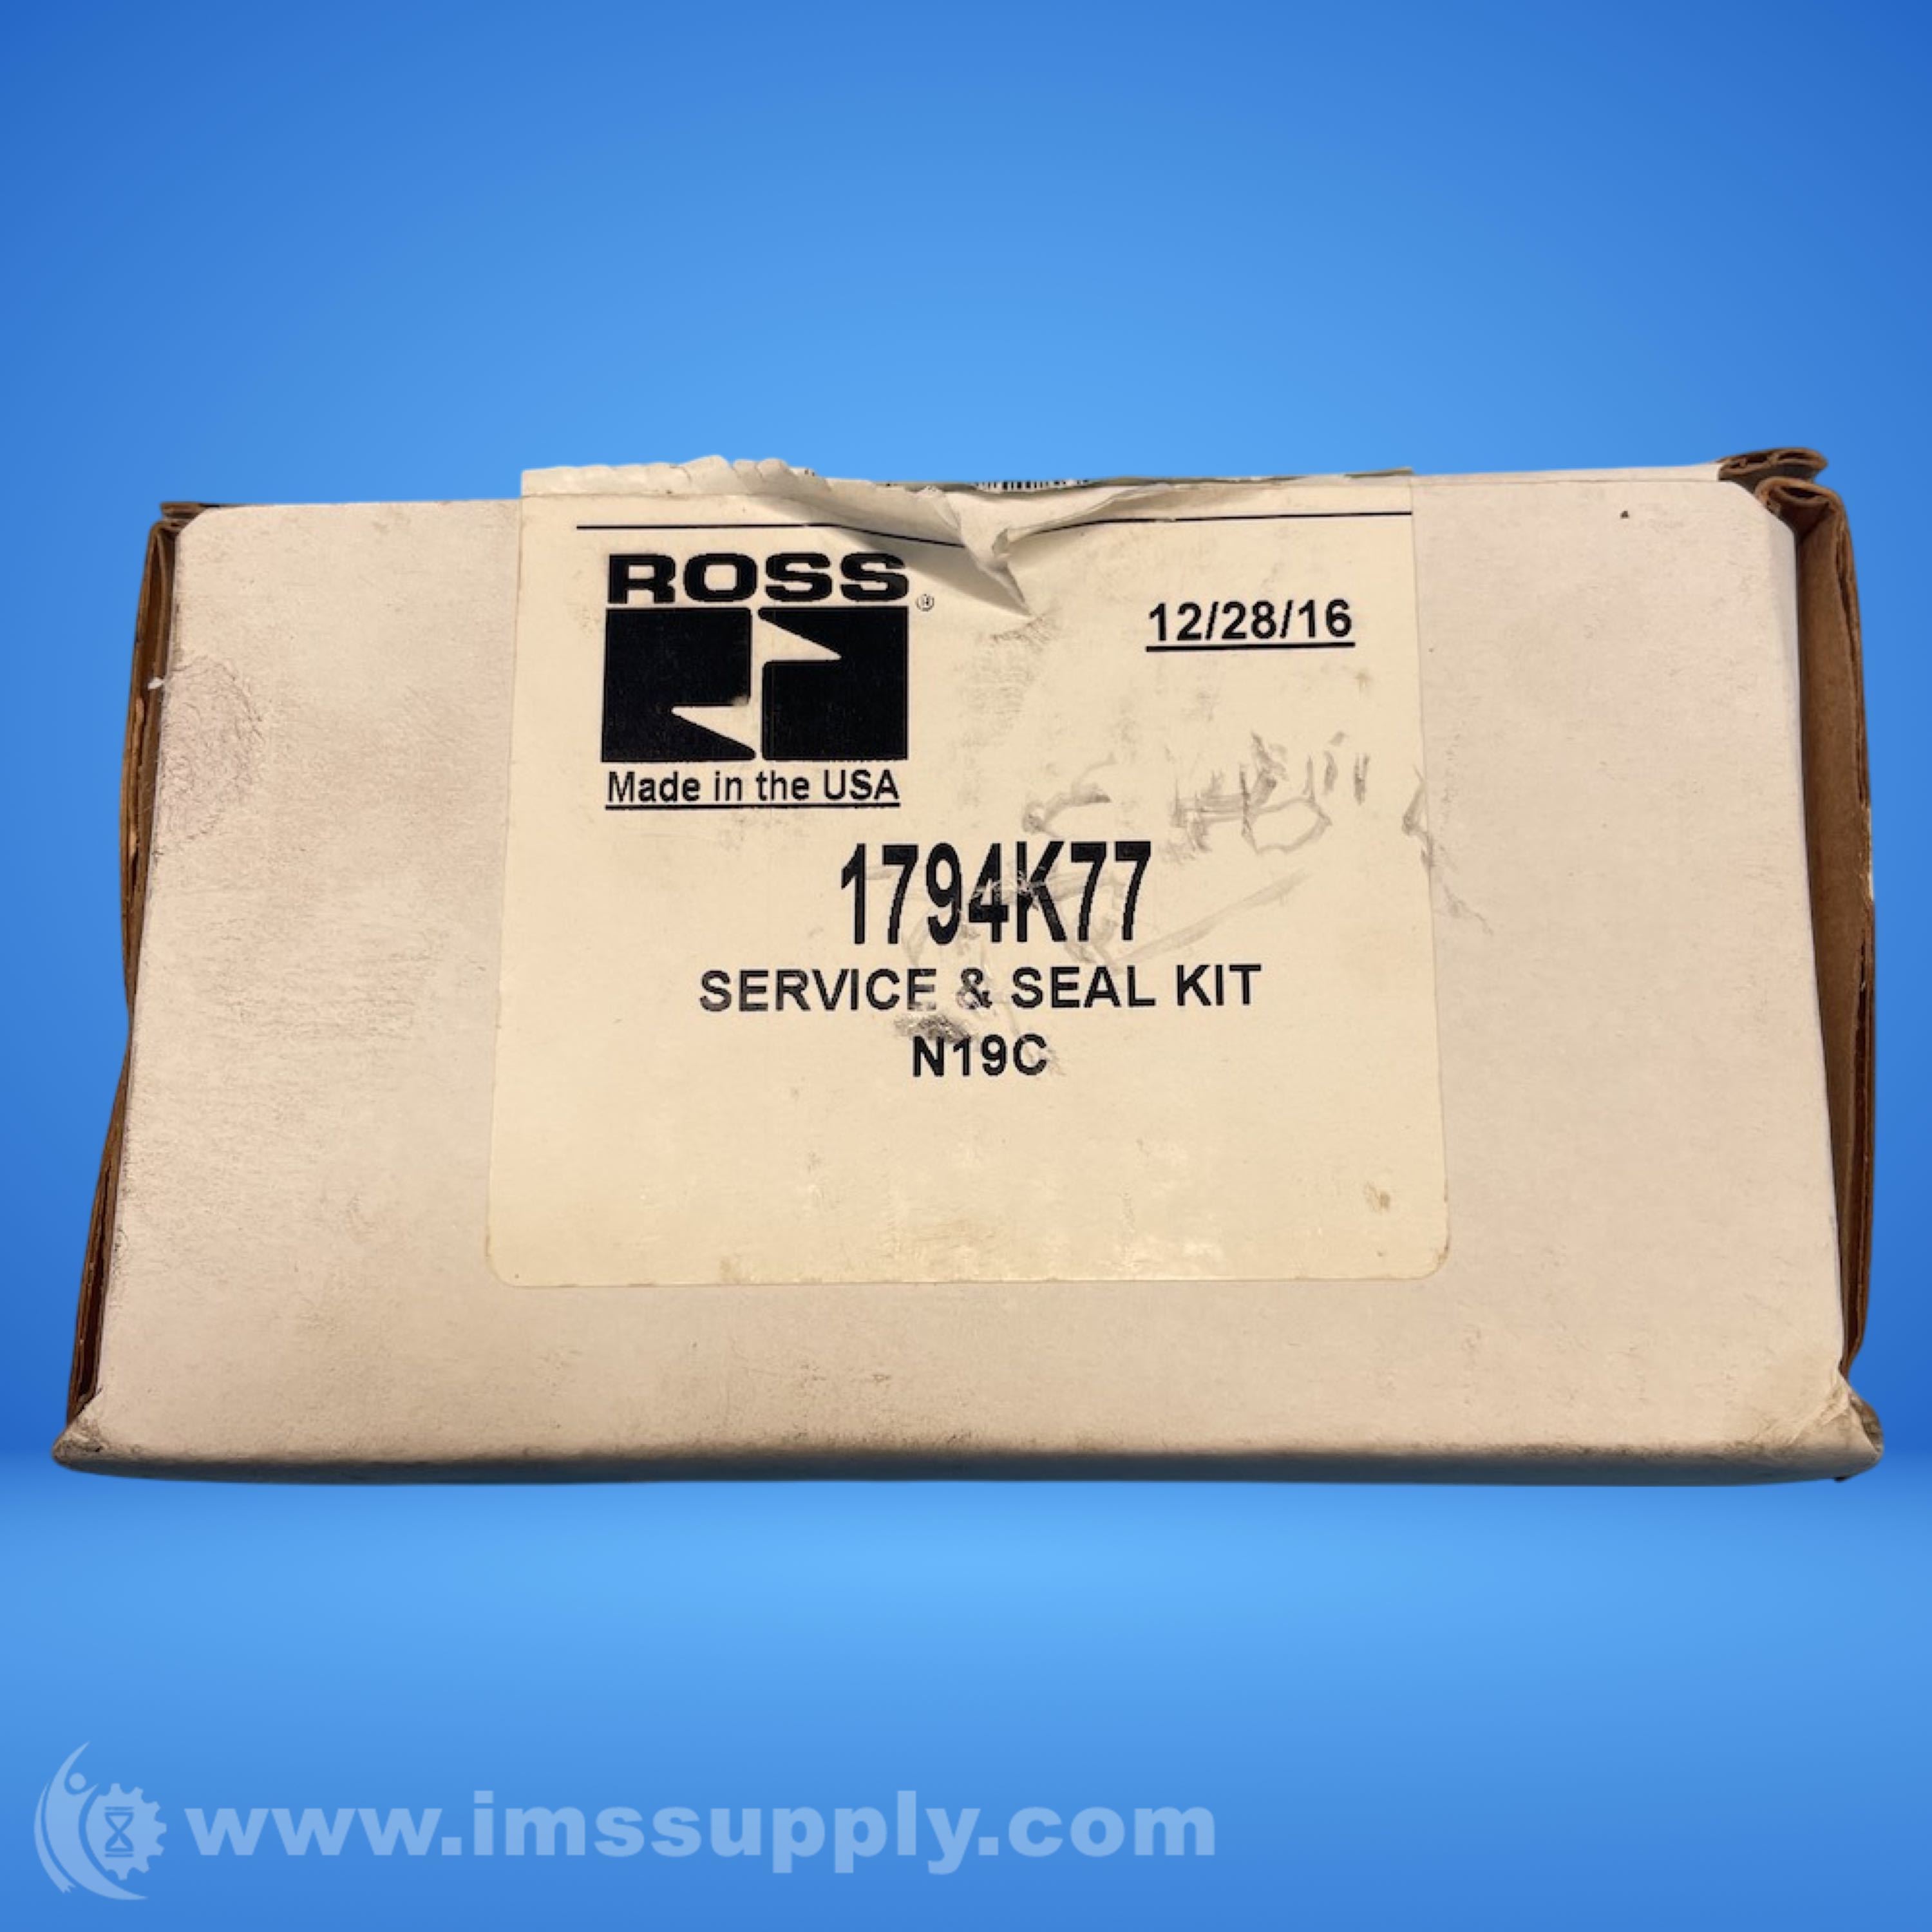 ROSS
®
12/28/16
Made in the USA
1794K77
SERVICE & SEAL KIT
N19C
www.imssupply.com